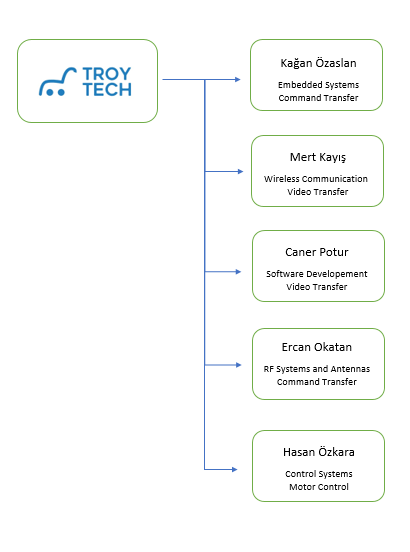 TROY
TECH
Kağan Özaslan
Embedded Systems
Command Transfer
Mert Kayış
Wireless Communication
Video Transfer
Caner Potur
Software Developement
Video Transfer
Ercan Okatan
RF Systems and Antennas
Command Transfer
Hasan Özkara
Control Systems
Motor Control